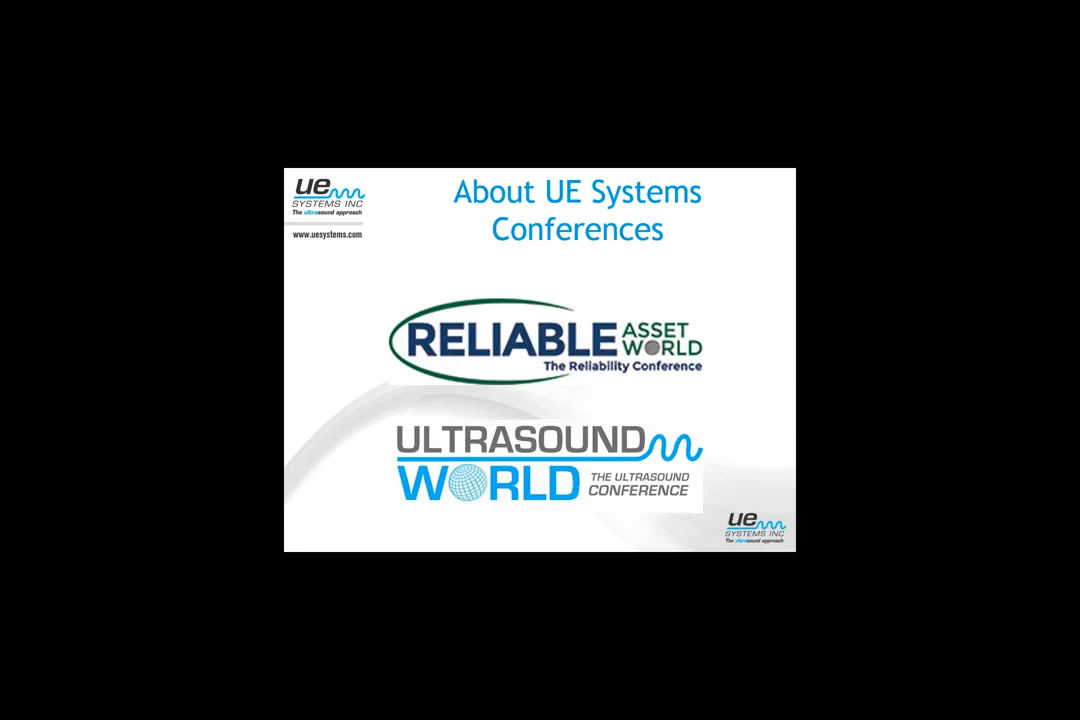 ue
SYSTEMS INC
The ultrasound approach
www.uesystems.com
About UE Systems
Conferences
RELIABLE ASSET WORLD
The Reliability Conference
ULTRASOUND
WORLD THE ULTRASOUND CONFERENCE
ue
SYSTEMS INC
The ultrasound approach